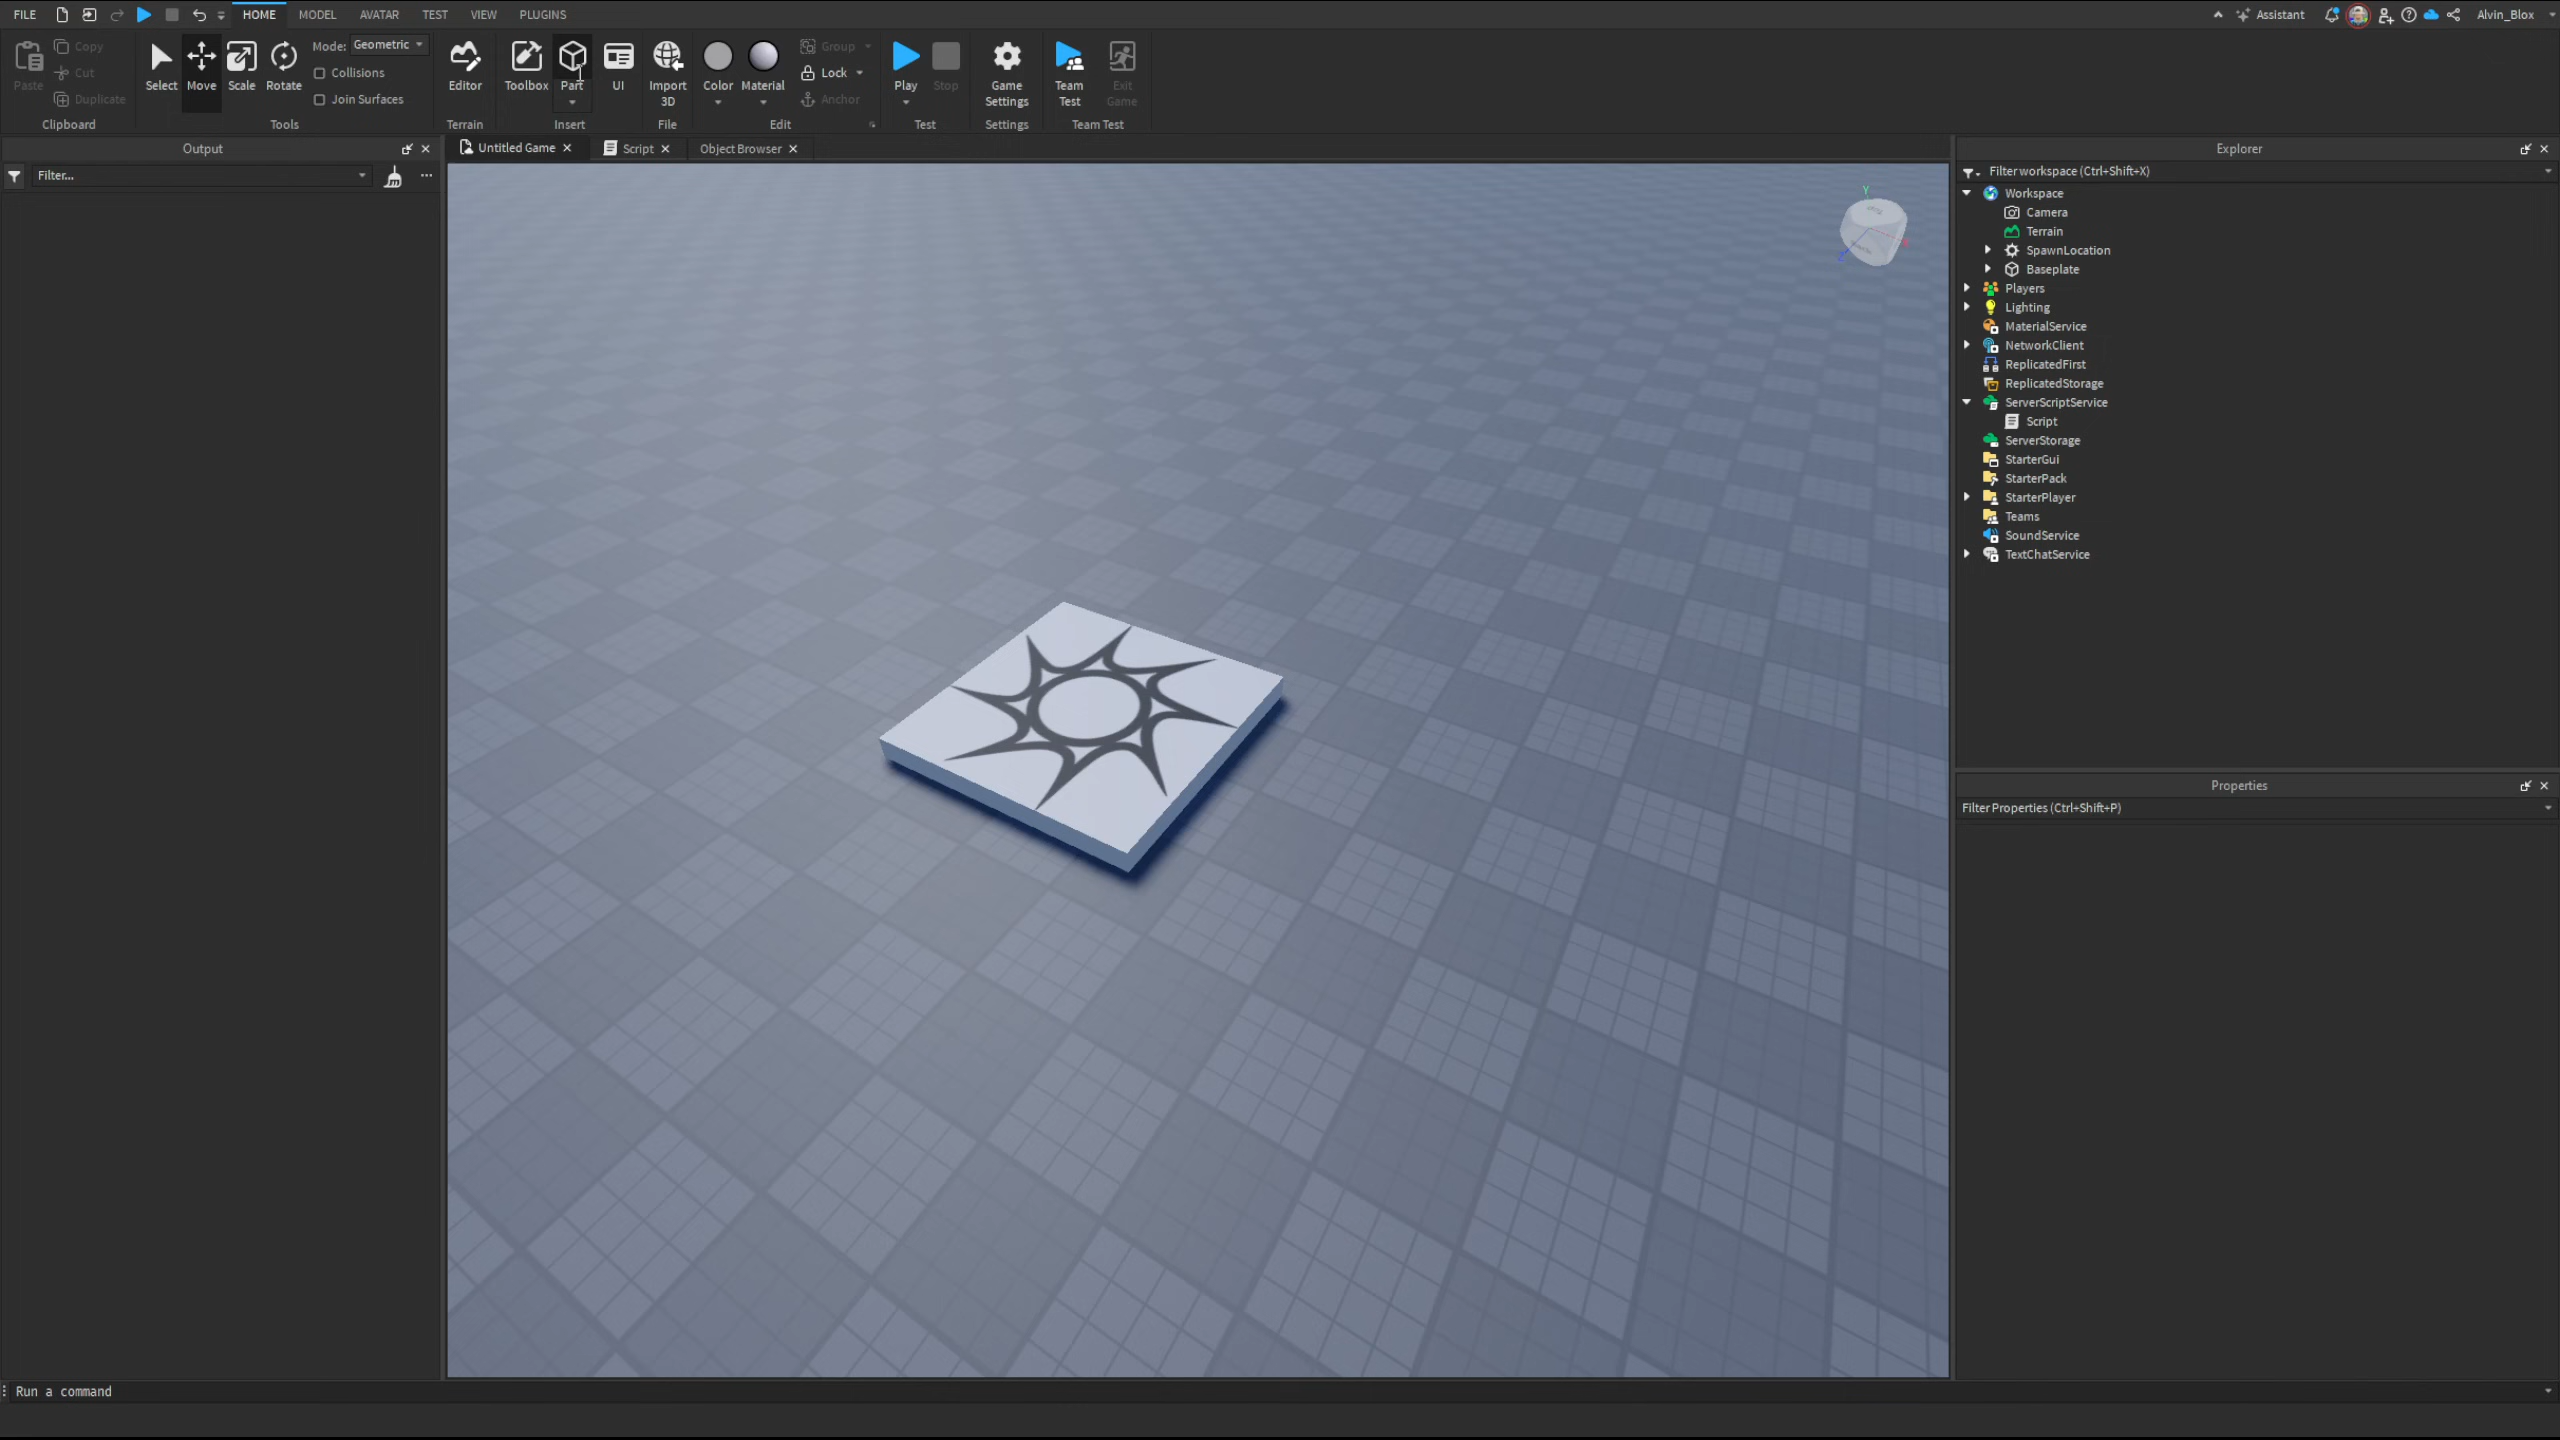 FILE HOME MODEL AVATAR TEST VIEW PLUGINS Assistant Alvin_Blox
Paste Copy Cut Duplicate
Clipboard
Select Move Scale Rotate
Mode: Geometric
Collisions
Join Surfaces
Tools
Editor
Terrain
Toolbox Part UI
Insert
Import 3D
File
Color Material Group Lock Anchor
Edit
Play Stop
Test
Game Settings
Settings
Team Test Exit Game
Team Test
Output
Filter...
Untitled Game Script Object Browser
Y
Explorer
Filter workspace (Ctrl+Shift+X)
Workspace
Camera
Terrain
SpawnLocation
Baseplate
Players
Lighting
MaterialService
NetworkClient
ReplicatedFirst
ReplicatedStorage
ServerScriptService
Script
ServerStorage
StarterGui
StarterPack
StarterPlayer
Teams
SoundService
TextChatService
Properties
Filter Properties (Ctrl+Shift+P)
Run a command